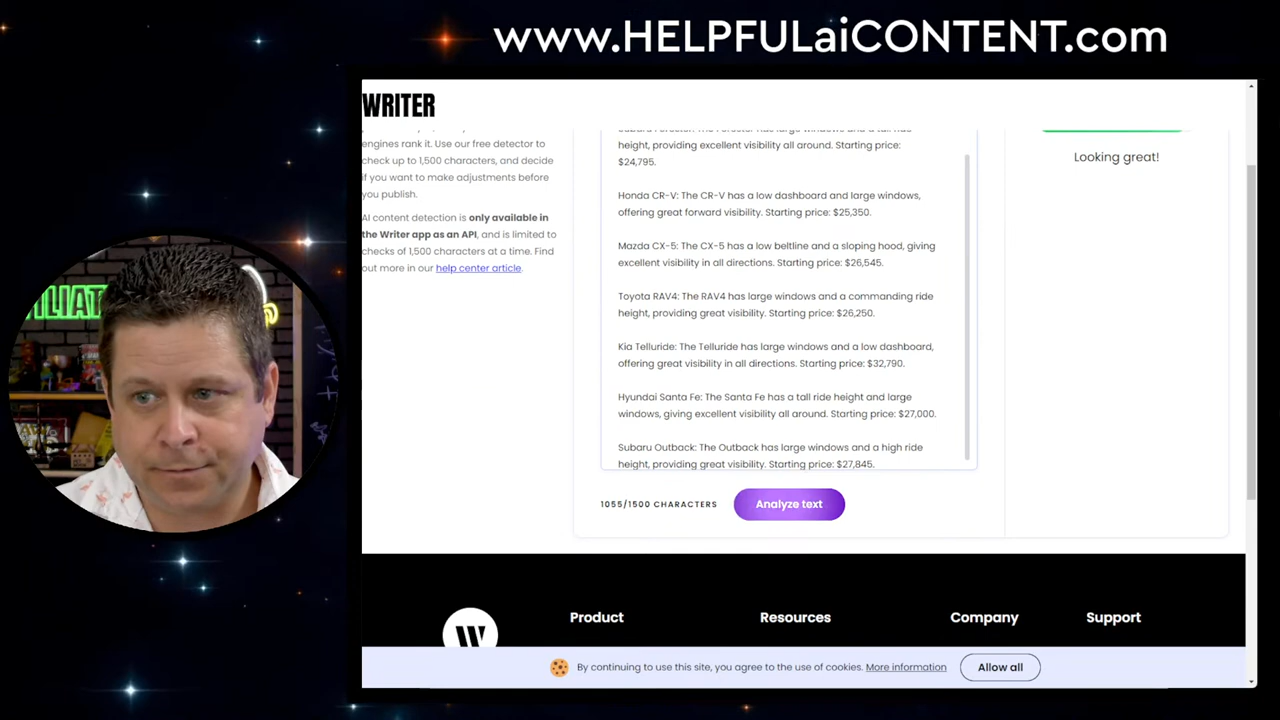 www.HELPFULaiCONTENT.com
WRITER
engines rank it. Use our free detector to
check up to 1,500 characters, and decide
if you want to make adjustments before
you publish.
AI content detection is only available in
the Writer app as an API, and is limited to
checks of 1,500 characters at a time. Find
out more in our help center article.
height, providing excellent visibility all around. Starting price:
$24,795.
Honda CR-V: The CR-V has a low dashboard and large windows,
offering great forward visibility. Starting price: $25,350.
Mazda CX-5: The CX-5 has a low beltline and a sloping hood, giving
excellent visibility in all directions. Starting price: $26,545.
Toyota RAV4: The RAV4 has large windows and a commanding ride
height, providing great visibility. Starting price: $26,250.
Kia Telluride: The Telluride has large windows and a low dashboard,
offering great visibility in all directions. Starting price: $32,790.
Hyundai Santa Fe: The Santa Fe has a tall ride height and large
windows, giving excellent visibility all around. Starting price: $27,000.
Subaru Outback: The Outback has large windows and a high ride
height, providing great visibility. Starting price: $27,845.
1055/1500 CHARACTERS
Analyze text
Looking great!
Product
Resources
Company
Support
By continuing to use this site, you agree to the use of cookies. More information
Allow all